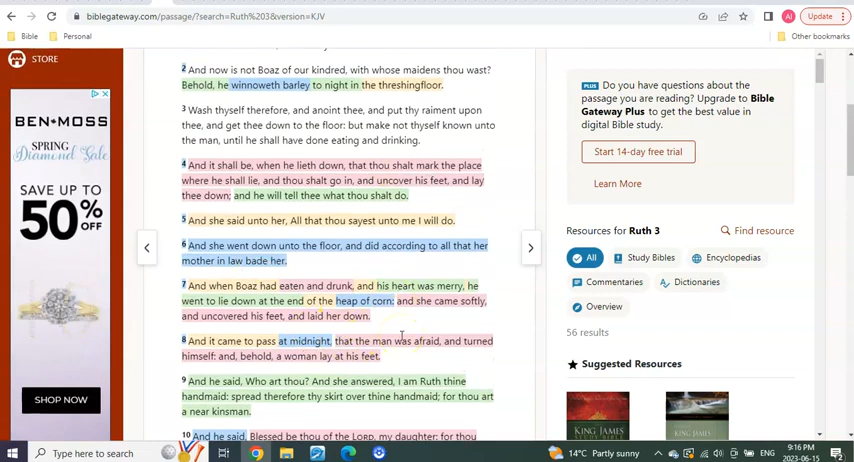 biblegateway.com/passage/?search=Ruth%203&version=KJV
AI
Update
Bible
Personal
Other bookmarks
STORE
BEN•MOSS
SPRING
Diamond Sale
SAVE UP TO
50%
OFF
SHOP NOW
2 And now is not Boaz of our kindred, with whose maidens thou wast?
Behold, he winnoweth barley to night in the threshingfloor.
3 Wash thyself therefore, and anoint thee, and put thy raiment upon
thee, and get thee down to the floor: but make not thyself known unto
the man, until he shall have done eating and drinking.
4 And it shall be, when he lieth down, that thou shalt mark the place
where he shall lie, and thou shalt go in, and uncover his feet, and lay
thee down; and he will tell thee what thou shalt do.
5 And she said unto her, All that thou sayest unto me I will do.
6 And she went down unto the floor, and did according to all that her
mother in law bade her.
7 And when Boaz had eaten and drunk, and his heart was merry, he
went to lie down at the end of the heap of corn: and she came softly,
and uncovered his feet, and laid her down.
8 And it came to pass at midnight, that the man was afraid, and turned
himself: and, behold, a woman lay at his feet.
9 And he said, Who art thou? And she answered, I am Ruth thine
handmaid: spread therefore thy skirt over thine handmaid; for thou art
a near kinsman.
10 And he said, Blessed be thou of the Lord, my daughter: for thou
PLUS Do you have questions about the
passage you are reading? Upgrade to Bible
Gateway Plus to get the best value in
digital Bible study.
Start 14-day free trial
Learn More
Resources for Ruth 3
Find resource
All
Study Bibles
Encyclopedias
Commentaries
Dictionaries
Overview
56 results
Suggested Resources
KING JAMES
Type here to search
14°C Partly sunny
ENG
9:16 PM
2023-06-15